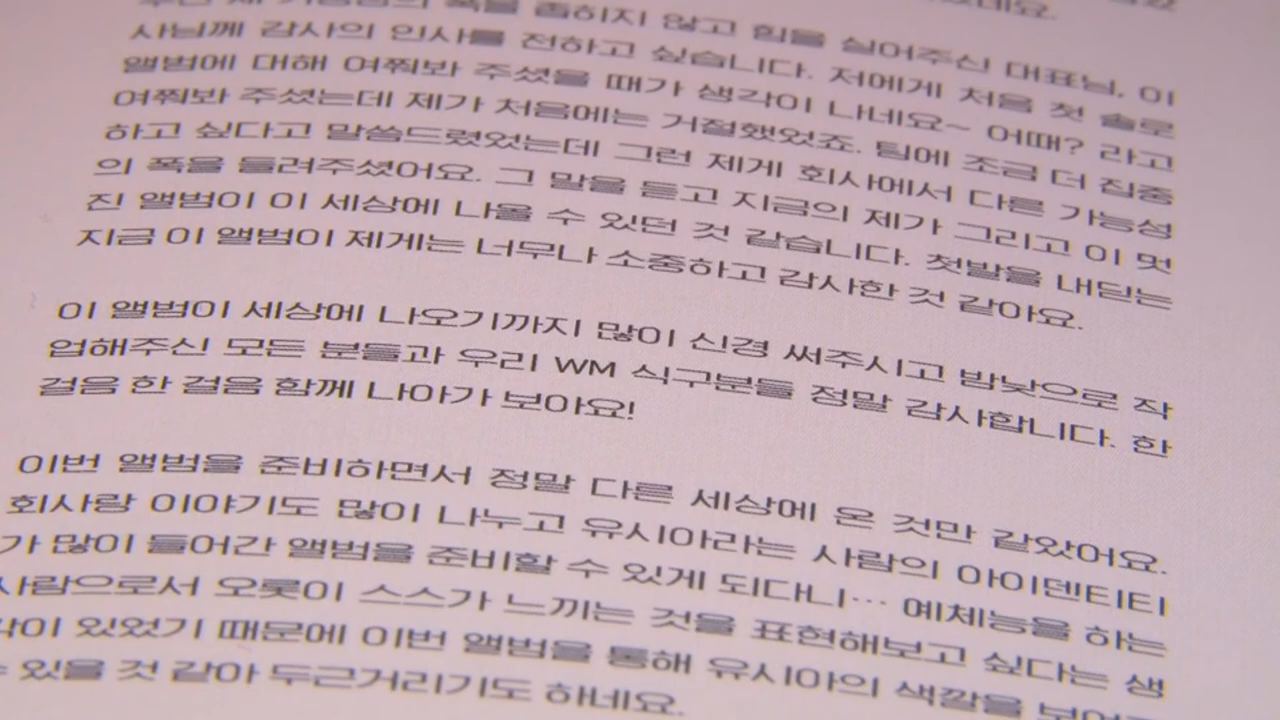 폭을 좁히지 않고 힘을 실어주신 대표님, 이
사님께 감사의 인사를 전하고 싶습니다. 저에게 처음 첫 솔로
앨범에 대해 여쭤봐 주셨을 때가 생각이 나네요~ 어때? 라고
여쭤봐 주셨는데 제가 처음에는 거절했었죠. 팀에 조금 더 집중
하고 싶다고 말씀드렸었는데 그런 제게 회사에서 다른 가능성
의 폭을 들려주셨어요. 그 말을 듣고 지금의 제가 그리고 이 멋
진 앨범이 이 세상에 나올 수 있던 것 같습니다. 첫발을 내딛는
지금 이 앨범이 제게는 너무나 소중하고 감사한 것 같아요.
이 앨범이 세상에 나오기까지 많이 신경 써주시고 밤낮으로 작
업해주신 모든 분들과 우리 WM 식구분들 정말 감사합니다. 한
걸음 한 걸음 함께 나아가 보아요!
이번 앨범을 준비하면서 정말 다른 세상에 온 것만 같았어요.
회사랑 이야기도 많이 나누고 유시아라는 사람의 아이덴티티
가 많이 들어간 앨범을 준비할 수 있게 되다니… 예체능을 하는
사람으로서 오롯이 스스가 느끼는 것을 표현해보고 싶다는 생
각이 있었기 때문에 이번 앨범을 통해 유시아의 색깔을
있을 것 같아 두근거리기도 하네요.